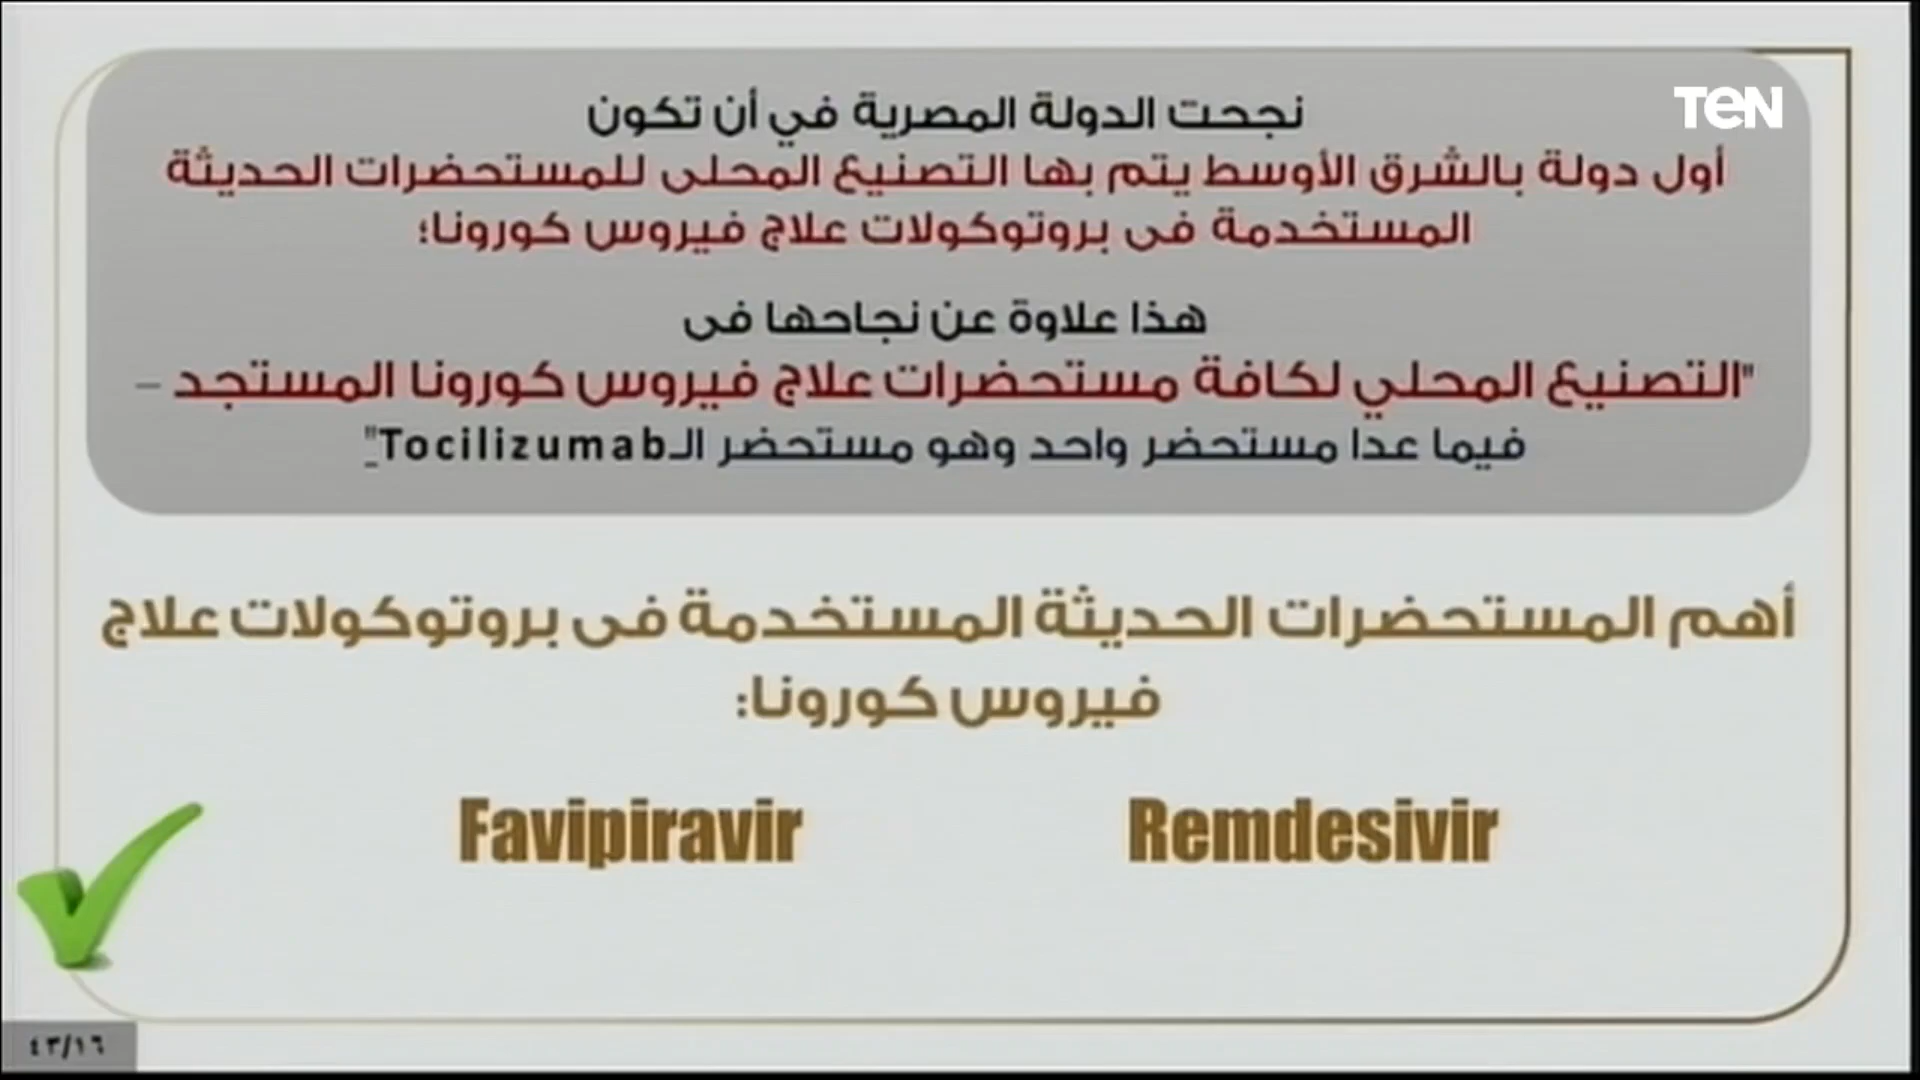 TeN
نجحت الدولة المصرية في أن تكون
أول دولة بالشرق الأوسط يتم بها التصنيع المحلى للمستحضرات الحديثة
المستخدمة فى بروتوكولات علاج فيروس كورونا؛
هذا علاوة عن نجاحها فى
"التصنيع المحلي لكافة مستحضرات علاج فيروس كورونا المستجد –
فيما عدا مستحضر واحد وهو مستحضر الـTocilizumab"
أهم المستحضرات الحديثة المستخدمة فى بروتوكولات علاج
فيروس كورونا:
Remdesivir
Favipiravir
٤٣/١٦